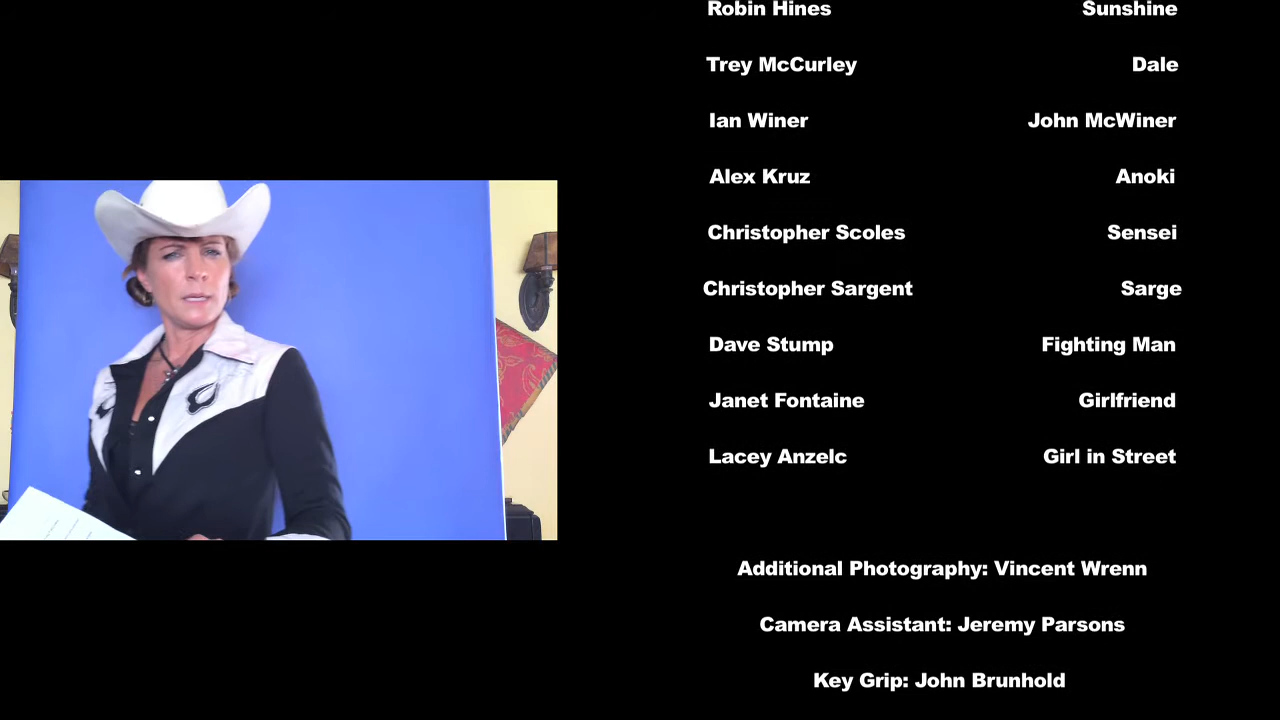 Robin Hines Sunshine
Trey McCurley Dale
Ian Winer John McWiner
Alex Kruz Anoki
Christopher Scoles Sensei
Christopher Sargent Sarge
Dave Stump Fighting Man
Janet Fontaine Girlfriend
Lacey Anzelc Girl in Street
Additional Photography: Vincent Wrenn
Camera Assistant: Jeremy Parsons
Key Grip: John Brunhold